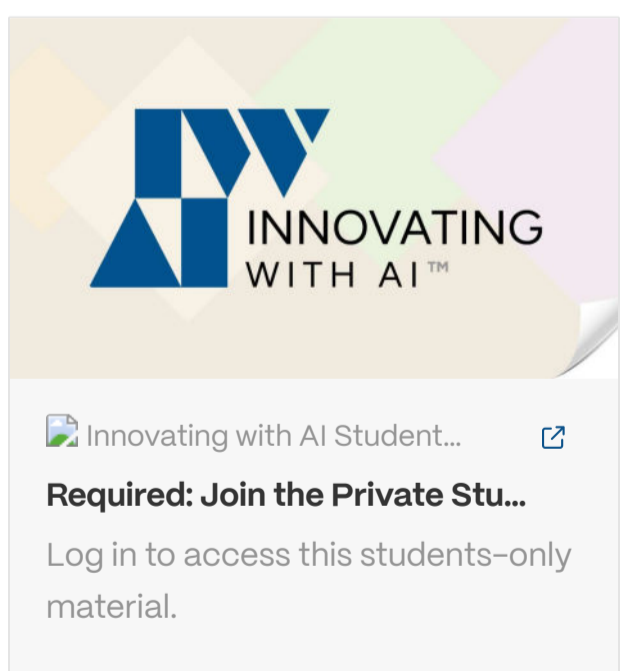 INNOVATING
WITH AI™
Innovating with AI Student...
Required: Join the Private Stu...
Log in to access this students-only
material.